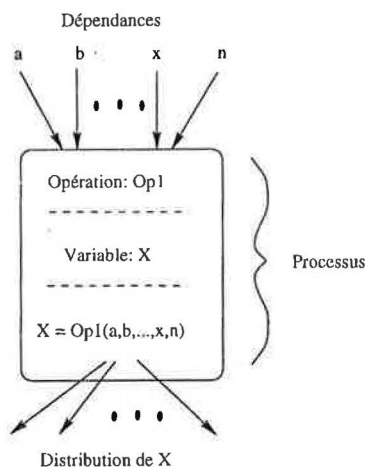 Dépendances
a b x n
Opération: Op1
Variable: X
Processus
X = Op1(a,b,...,x,n)
Distribution de X